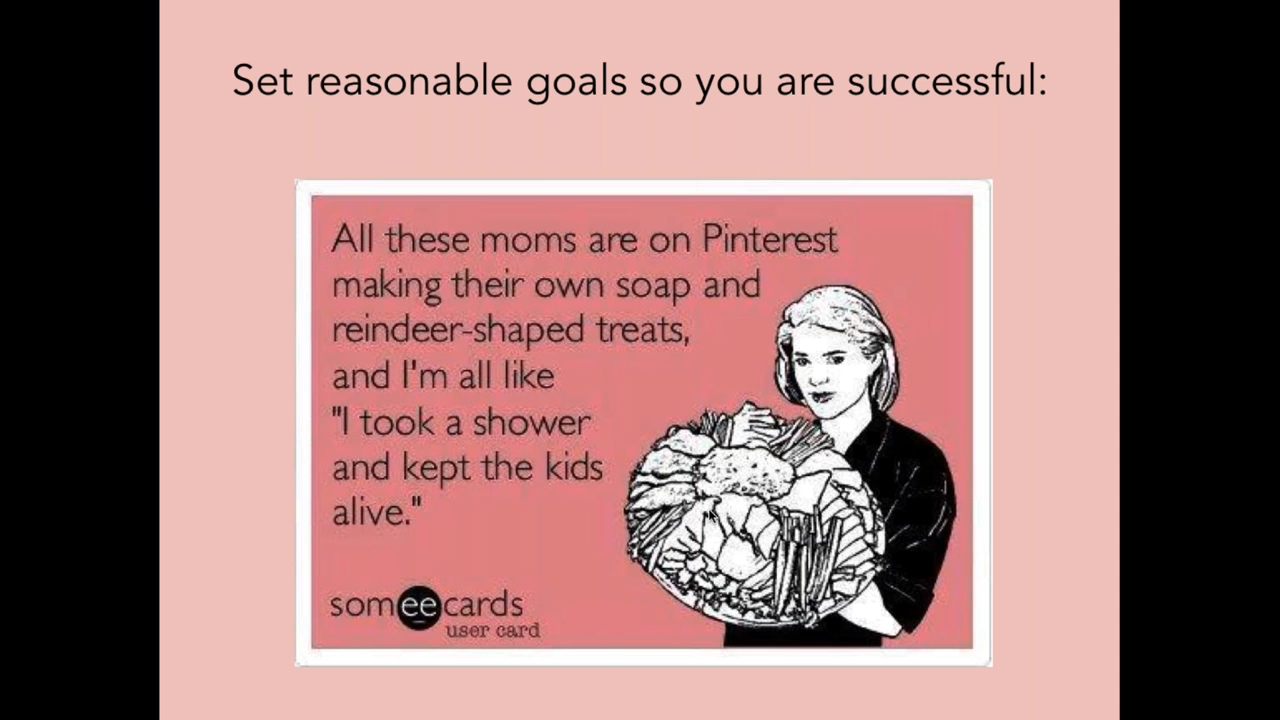 Set reasonable goals so you are successful:
All these moms are on Pinterest
making their own soap and
reindeer-shaped treats,
and I'm all like
"I took a shower
and kept the kids
alive."
someecards
user card